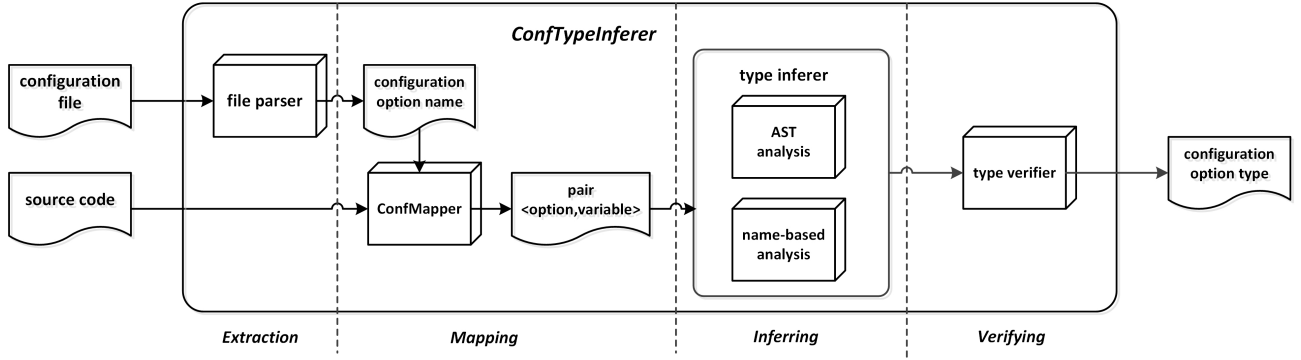 ConfTypeInferer
configuration
file
file parser
configuration
option name
source code
ConfMapper
pair
<option,variable>
type inferer
AST
analysis
name-based
analysis
type verifier
configuration
option type
Extraction
Mapping
Inferring
Verifying